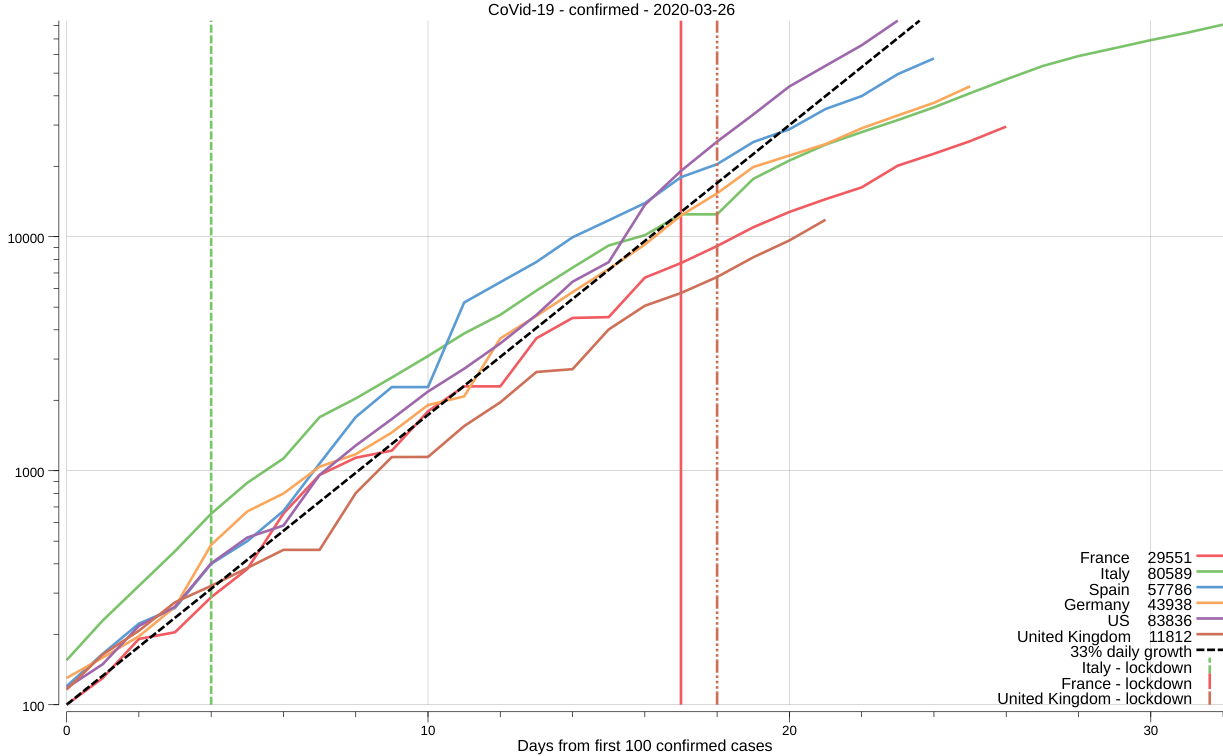 CoVid-19 - confirmed - 2020-03-26
10000
1000
100
France 29551
Italy 80589
Spain 57786
Germany 43938
US 83836
United Kingdom 11812
33% daily growth
Italy - lockdown
France - lockdown
United Kingdom - lockdown
0 10 20 30
Days from first 100 confirmed cases